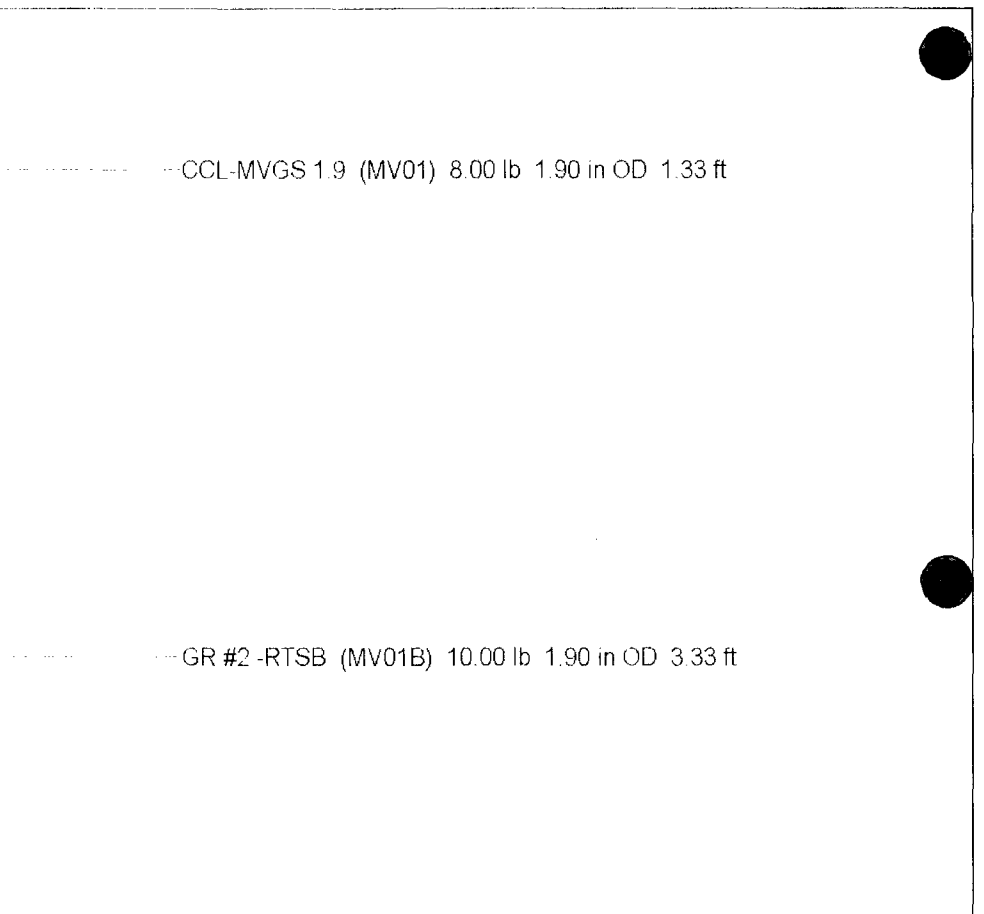 CCL-MVGS 1.9 (MV01) 8.00 lb 1.90 in OD 1.33 ft
GR #2 -RTSB (MV01B) 10.00 lb 1.90 in OD 3.33 ft